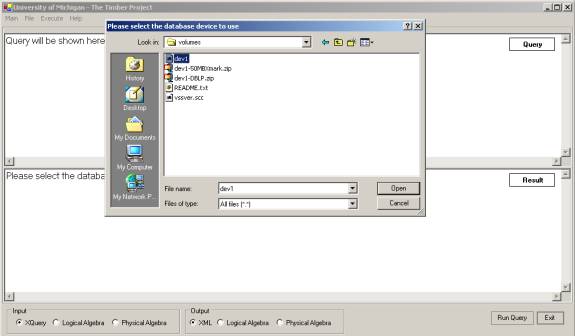 University of Michigan - The Timber Project
Main File Execute Help
Please select the database device to use
Query will be shown here
Look in: volumes
Query
History
Desktop
My Documents
My Computer
My Network P...
dev1
dev1-50MBXmark.zip
dev1-DBLP.zip
README.txt
vssver.scc
File name: dev1 Open
Files of type: All files (*.*) Cancel
Please select the databa
Result
Input
XQuery Logical Algebra Physical Algebra
Output
XML Logical Algebra Physical Algebra
Run Query Exit